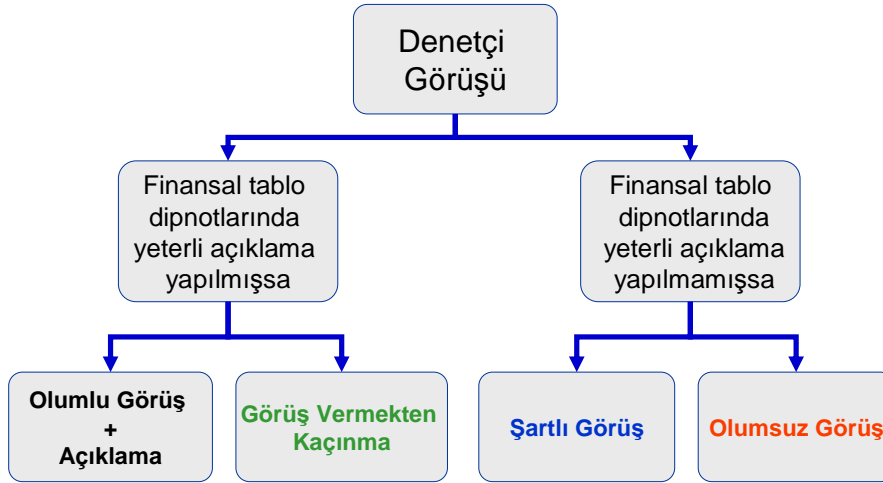 Denetçi
Görüşü
Finansal tablo
dipnotlarında
yeterli açıklama
yapılmışsa
Finansal tablo
dipnotlarında
yeterli açıklama
yapılmamışsa
Olumlu Görüş
+
Açıklama
Görüş Vermekten
Kaçınma
Şartlı Görüş
Olumsuz Görüş